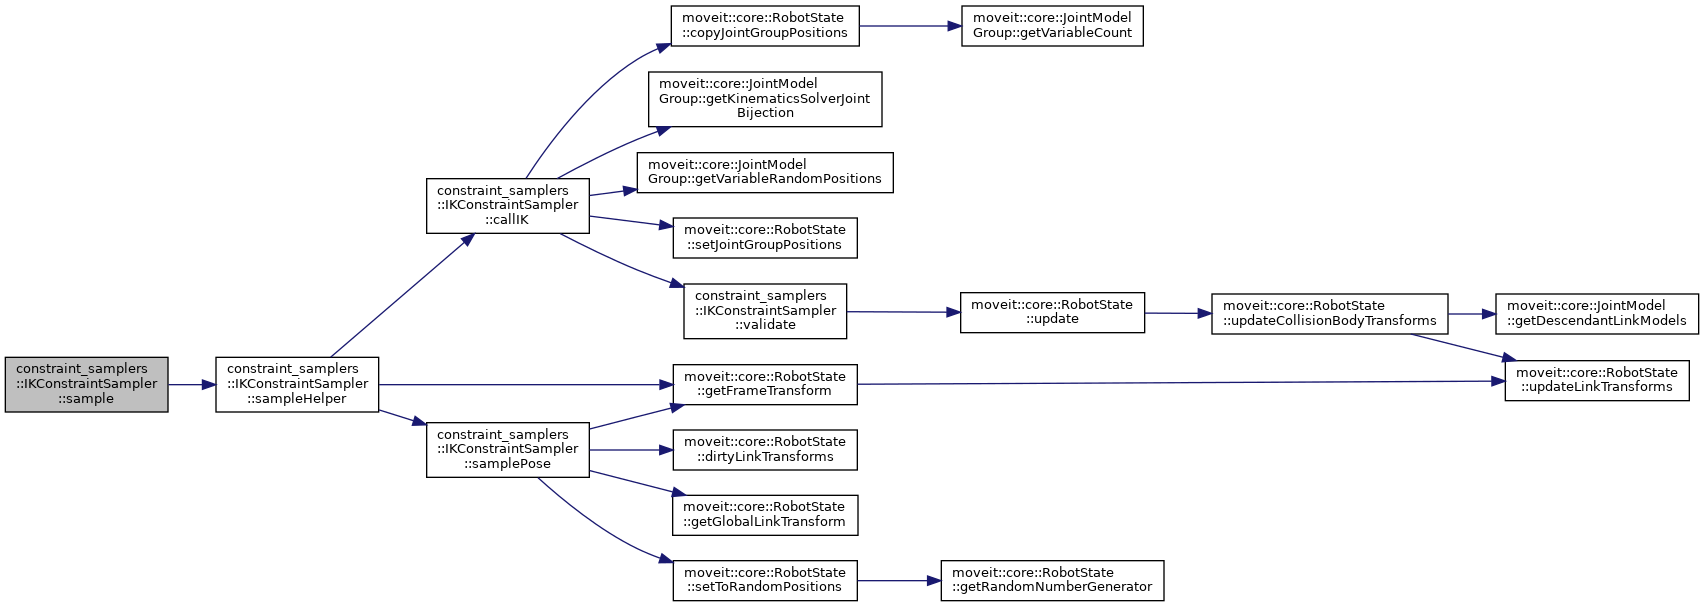 constraint_samplers
::IKConstraintSampler
::sample
constraint_samplers
::IKConstraintSampler
::sampleHelper
constraint_samplers
::IKConstraintSampler
::callIK
moveit::core::RobotState
::copyJointGroupPositions
moveit::core::JointModel
Group::getVariableCount
moveit::core::JointModel
Group::getKinematicsSolverJoint
Bijection
moveit::core::JointModel
Group::getVariableRandomPositions
moveit::core::RobotState
::setJointGroupPositions
constraint_samplers
::IKConstraintSampler
::validate
moveit::core::RobotState
::update
moveit::core::RobotState
::updateCollisionBodyTransforms
moveit::core::JointModel
::getDescendantLinkModels
moveit::core::RobotState
::updateLinkTransforms
moveit::core::RobotState
::getFrameTransform
constraint_samplers
::IKConstraintSampler
::samplePose
moveit::core::RobotState
::dirtyLinkTransforms
moveit::core::RobotState
::getGlobalLinkTransform
moveit::core::RobotState
::setToRandomPositions
moveit::core::RobotState
::getRandomNumberGenerator